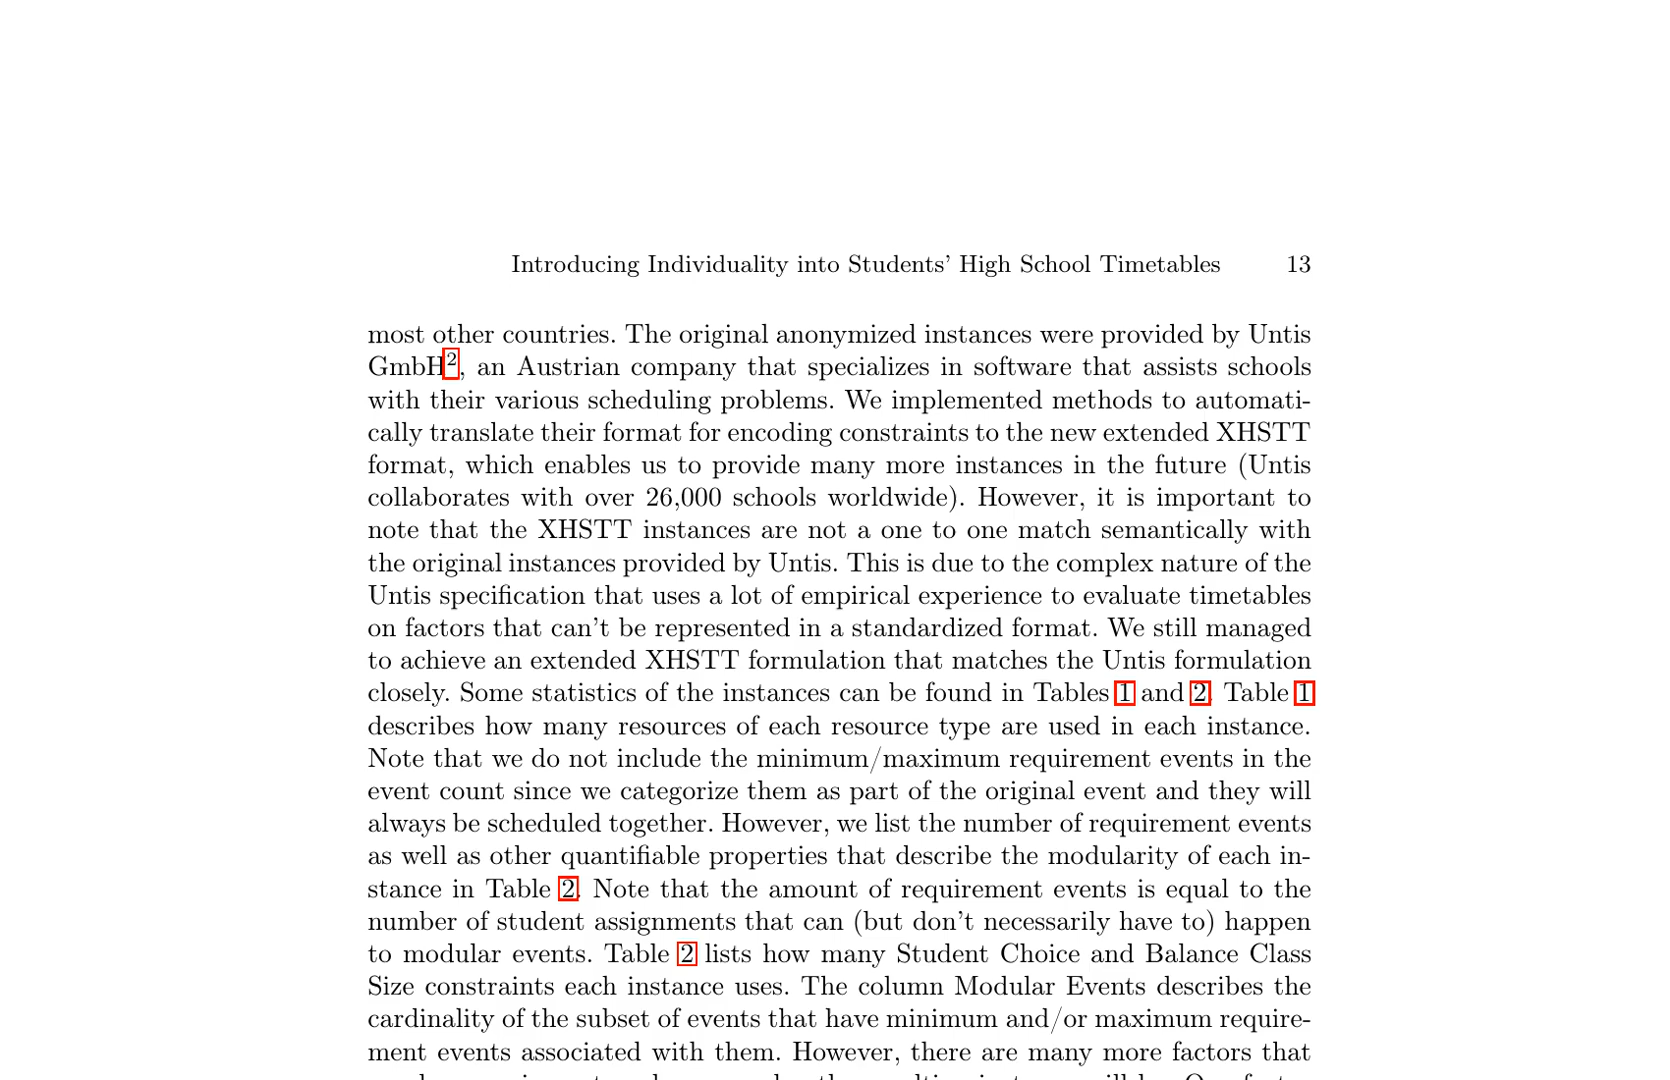 Introducing Individuality into Students' High School Timetables 13
most other countries. The original anonymized instances were provided by Untis
GmbH2, an Austrian company that specializes in software that assists schools
with their various scheduling problems. We implemented methods to automati-
cally translate their format for encoding constraints to the new extended XHSTT
format, which enables us to provide many more instances in the future (Untis
collaborates with over 26,000 schools worldwide). However, it is important to
note that the XHSTT instances are not a one to one match semantically with
the original instances provided by Untis. This is due to the complex nature of the
Untis specification that uses a lot of empirical experience to evaluate timetables
on factors that can't be represented in a standardized format. We still managed
to achieve an extended XHSTT formulation that matches the Untis formulation
closely. Some statistics of the instances can be found in Tables 1 and 2. Table 1
describes how many resources of each resource type are used in each instance.
Note that we do not include the minimum/maximum requirement events in the
event count since we categorize them as part of the original event and they will
always be scheduled together. However, we list the number of requirement events
as well as other quantifiable properties that describe the modularity of each in-
stance in Table 2. Note that the amount of requirement events is equal to the
number of student assignments that can (but don't necessarily have to) happen
to modular events. Table 2 lists how many Student Choice and Balance Class
Size constraints each instance uses. The column Modular Events describes the
cardinality of the subset of events that have minimum and/or maximum require-
ment events associated with them. However, there are many more factors that